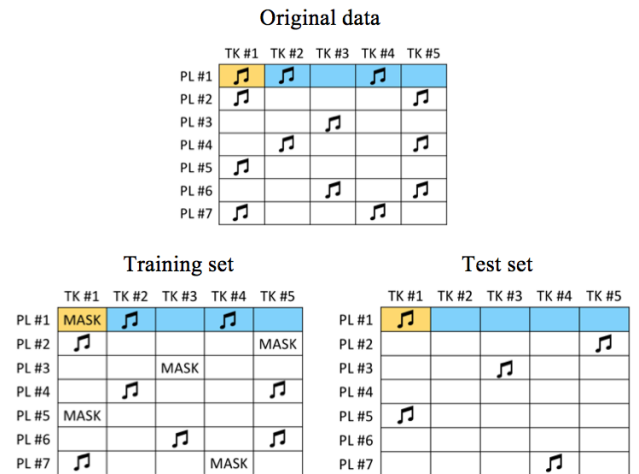 Original data
TK #1 TK #2 TK #3 TK #4 TK #5
PL #1
PL #2
PL #3
PL #4
PL #5
PL #6
PL #7
Training set
TK #1 TK #2 TK #3 TK #4 TK #5
PL #1 MASK
PL #2 MASK
PL #3 MASK
PL #4
PL #5 MASK
PL #6
PL #7 MASK
Test set
TK #1 TK #2 TK #3 TK #4 TK #5
PL #1
PL #2
PL #3
PL #4
PL #5
PL #6
PL #7